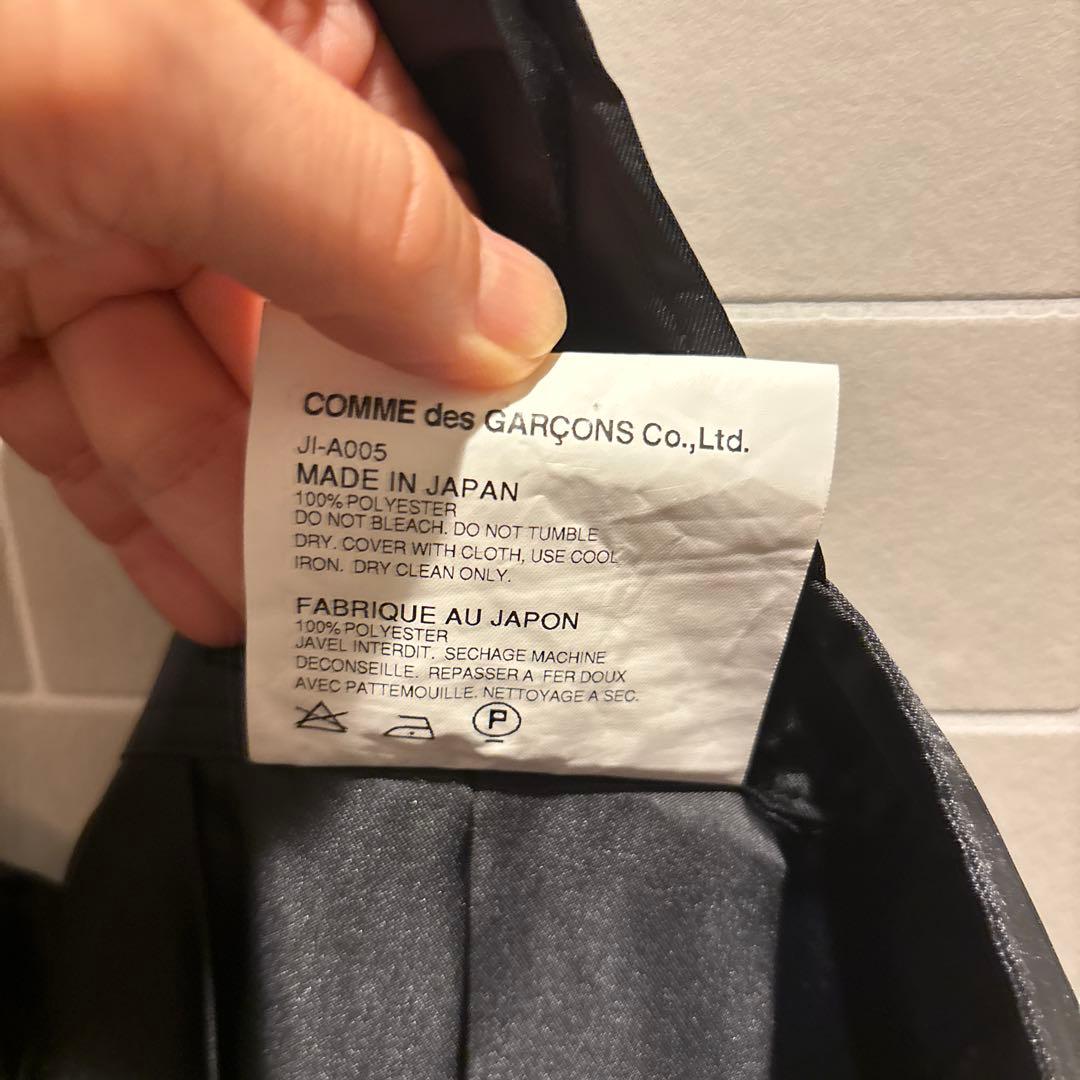 COMME des GARÇONS Co.,Ltd.
JI-A005
MADE IN JAPAN
100% POLYESTER
DO NOT BLEACH. DO NOT TUMBLE
DRY. COVER WITH CLOTH, USE COOL
IRON. DRY CLEAN ONLY.
FABRIQUE AU JAPON
100% POLYESTER
JAVEL INTERDIT. SECHAGE MACHINE
DECONSEILLE. REPASSER A FER DOUX
AVEC PATTEMOUILLE. NETTOYAGE A SEC.
P